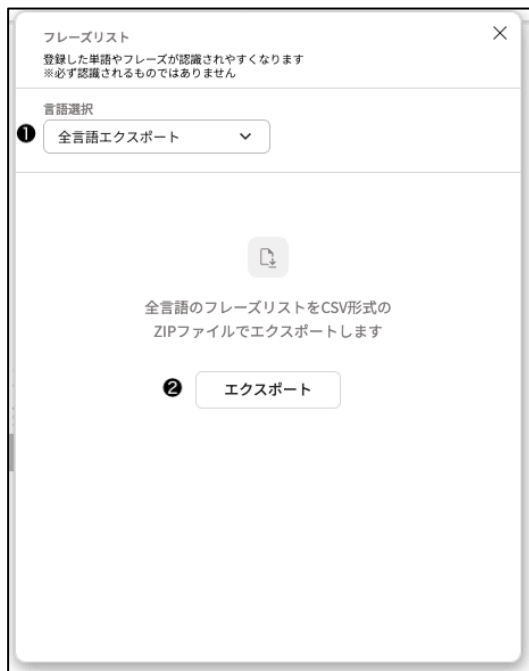 フレーズリスト
登録した単語やフレーズが認識されやすくなります
※必ず認識されるものではありません
言語選択
❶ 全言語エクスポート
全言語のフレーズリストをCSV形式の
ZIPファイルでエクスポートします
❷ エクスポート